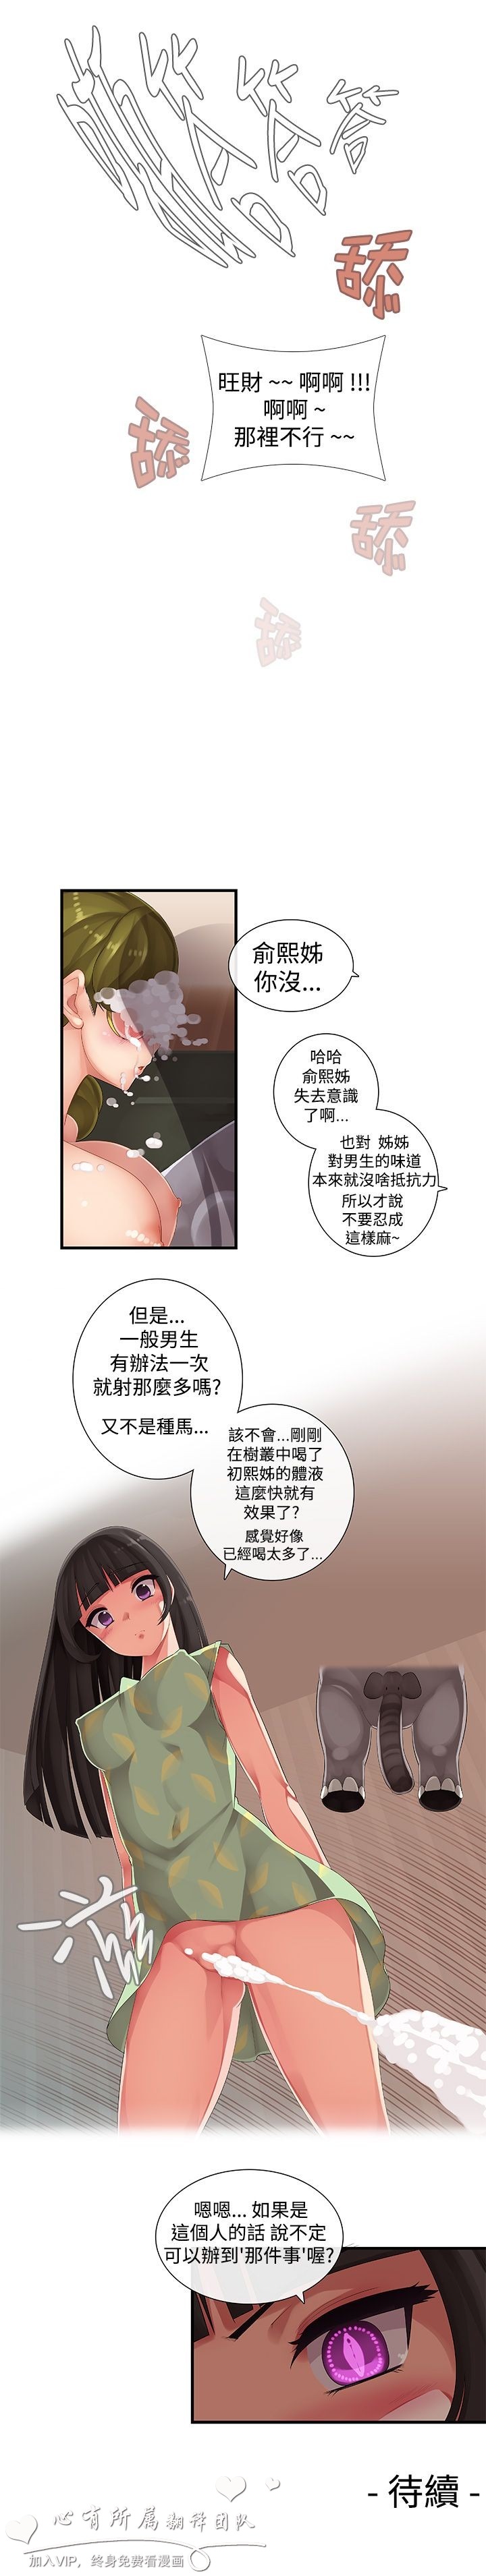 答答答
舔
旺財 ~~ 啊啊 !!!
啊啊 ~
那裡不行 ~~
舔
舔
舔
俞熙姊
你沒...
哈哈
俞熙姊
失去意識
了啊...
也對 姊姊
對男生的味道
本來就沒啥抵抗力
所以才說
不要忍成
這樣麻~
但是...
一般男生
有辦法一次
就射那麼多嗎?
又不是種馬...
該不會...剛剛
在樹叢中喝了
初熙姊的體液
這麼快就有
效果了?
感覺好像
已經喝太多了...
嗯嗯... 如果是
這個人的話 說不定
可以辦到'那件事'喔?
- 待續 -
心有所属翻译团队
加入VIP，终身免费看漫画